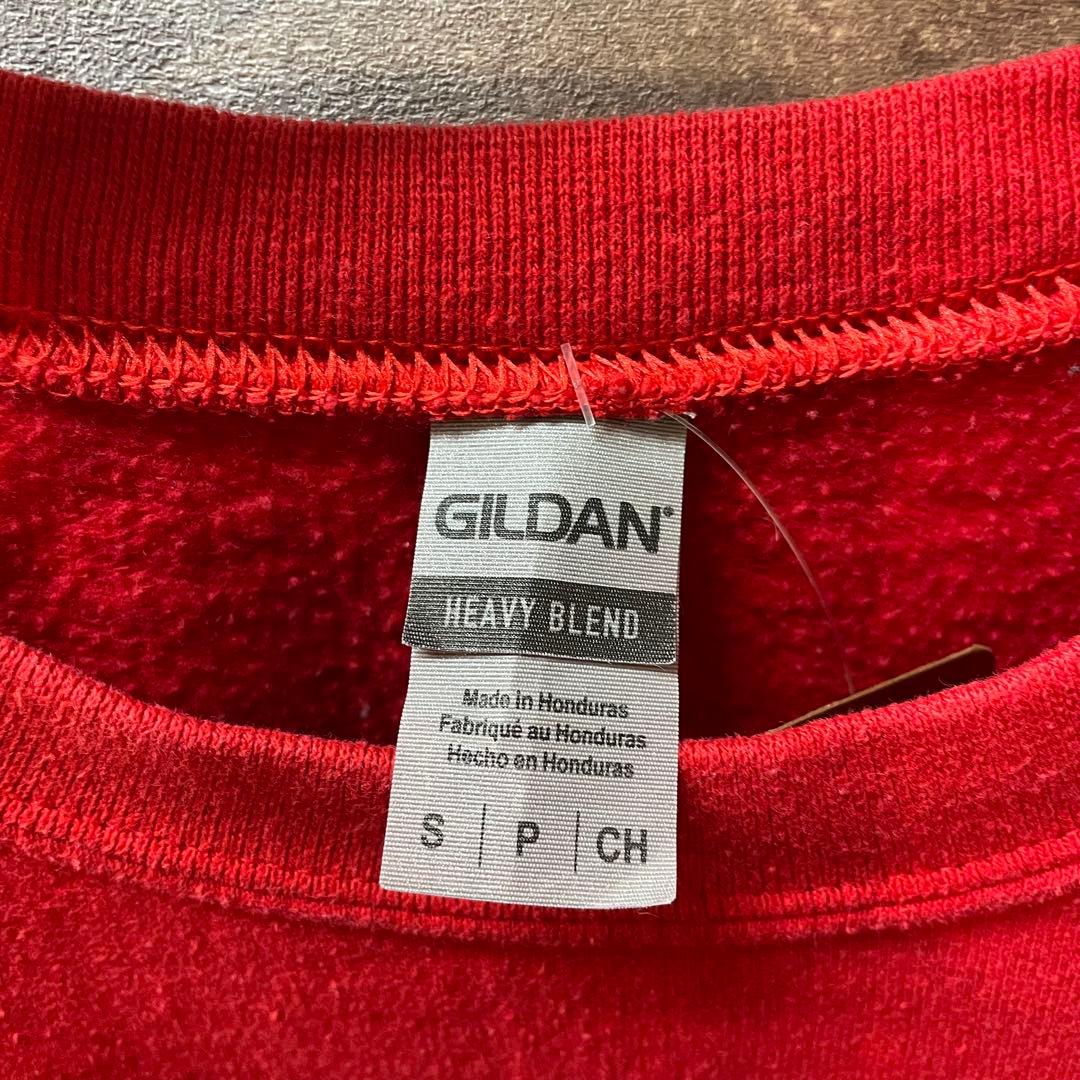 GILDAN®
HEAVY BLEND
Made in Honduras
Fabriqué au Honduras
Hecho en Honduras
S | P | CH